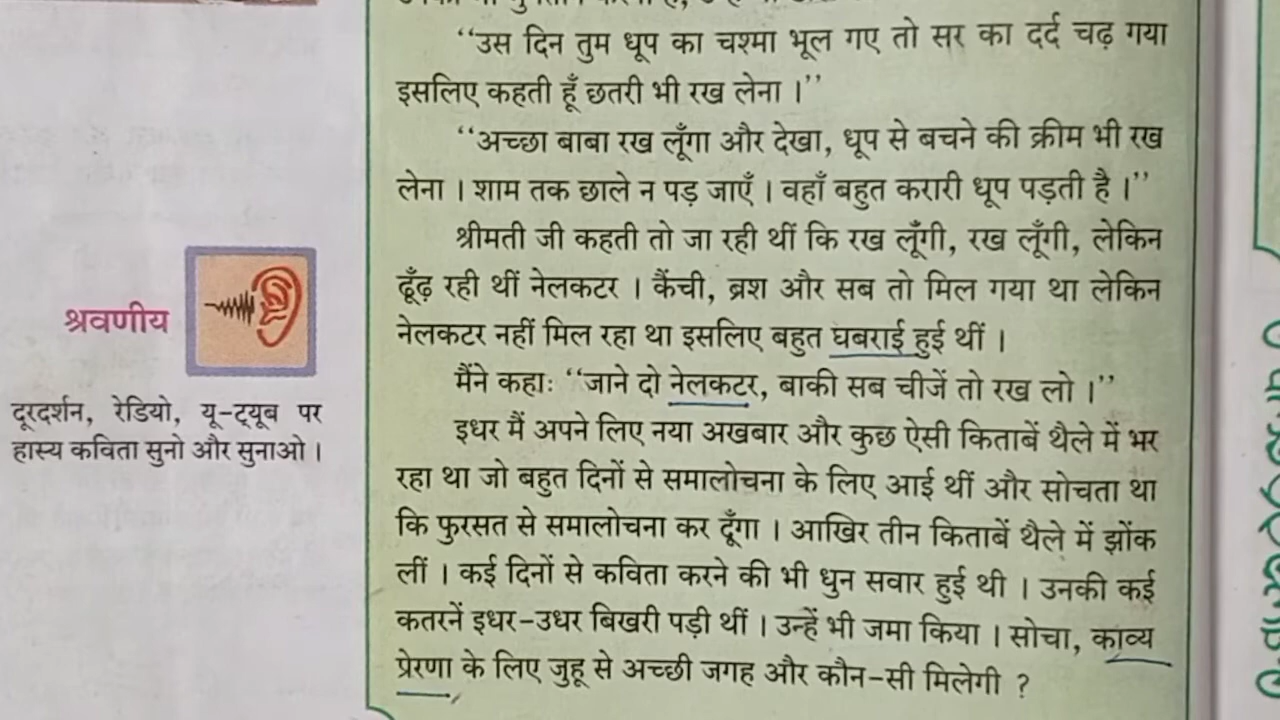 “उस दिन तुम धूप का चश्मा भूल गए तो सर का दर्द चढ़ गया
इसलिए कहती हूँ छतरी भी रख लेना ।”
“अच्छा बाबा रख लूँगा और देखा, धूप से बचने की क्रीम भी रख
लेना । शाम तक छाले न पड़ जाएँ । वहाँ बहुत करारी धूप पड़ती है ।”
श्रीमती जी कहती तो जा रही थीं कि रख लूँगी, रख लूँगी, लेकिन
ढूँढ़ रही थीं नेलकटर । कैंची, ब्रश और सब तो मिल गया था लेकिन
नेलकटर नहीं मिल रहा था इसलिए बहुत घबराई हुई थीं ।
मैंने कहाः “जाने दो नेलकटर, बाकी सब चीजें तो रख लो ।”
इधर मैं अपने लिए नया अखबार और कुछ ऐसी किताबें थैले में भर
रहा था जो बहुत दिनों से समालोचना के लिए आई थीं और सोचता था
कि फुरसत से समालोचना कर दूँगा । आखिर तीन किताबें थैले में झोंक
लीं । कई दिनों से कविता करने की भी धुन सवार हुई थी । उनकी कई
कतरनें इधर-उधर बिखरी पड़ी थीं । उन्हें भी जमा किया । सोचा, काव्य
प्रेरणा के लिए जुहू से अच्छी जगह और कौन-सी मिलेगी ?
श्रवणीय
दूरदर्शन, रेडियो, यू-ट्यूब पर
हास्य कविता सुनो और सुनाओ ।